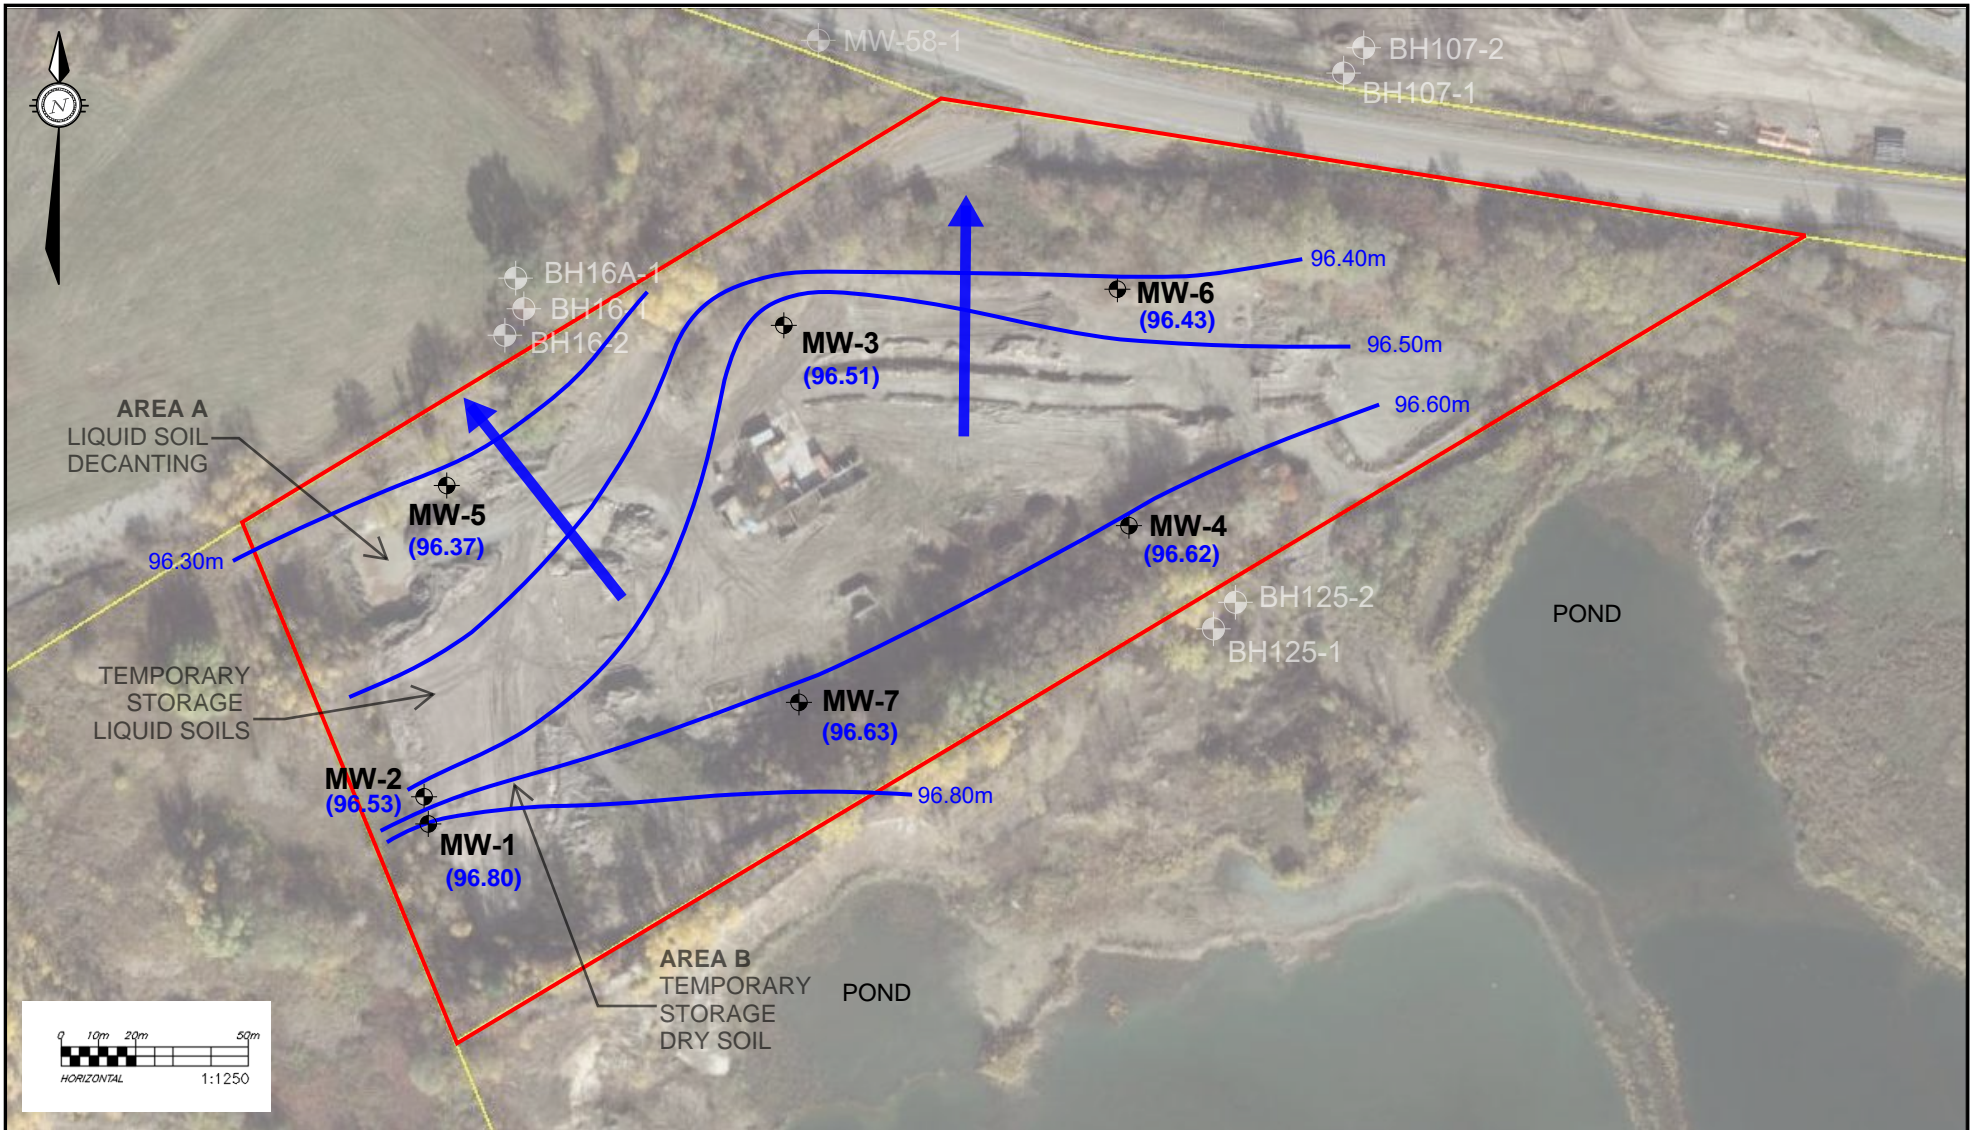 MW-58-1
BH107-2
BH107-1
N
BH16A-1
BH16-1
BH16-2
96.40m
MW-6
(96.43)
MW-3
(96.51)
96.50m
96.60m
AREA A
LIQUID SOIL
DECANTING
MW-5
(96.37)
96.30m
MW-4
(96.62)
BH125-2
BH125-1
POND
TEMPORARY
STORAGE
LIQUID SOILS
MW-7
(96.63)
MW-2
(96.53)
96.80m
MW-1
(96.80)
AREA B
TEMPORARY
STORAGE
DRY SOIL
POND
0 10m 20m 50m
HORIZONTAL 1:1250